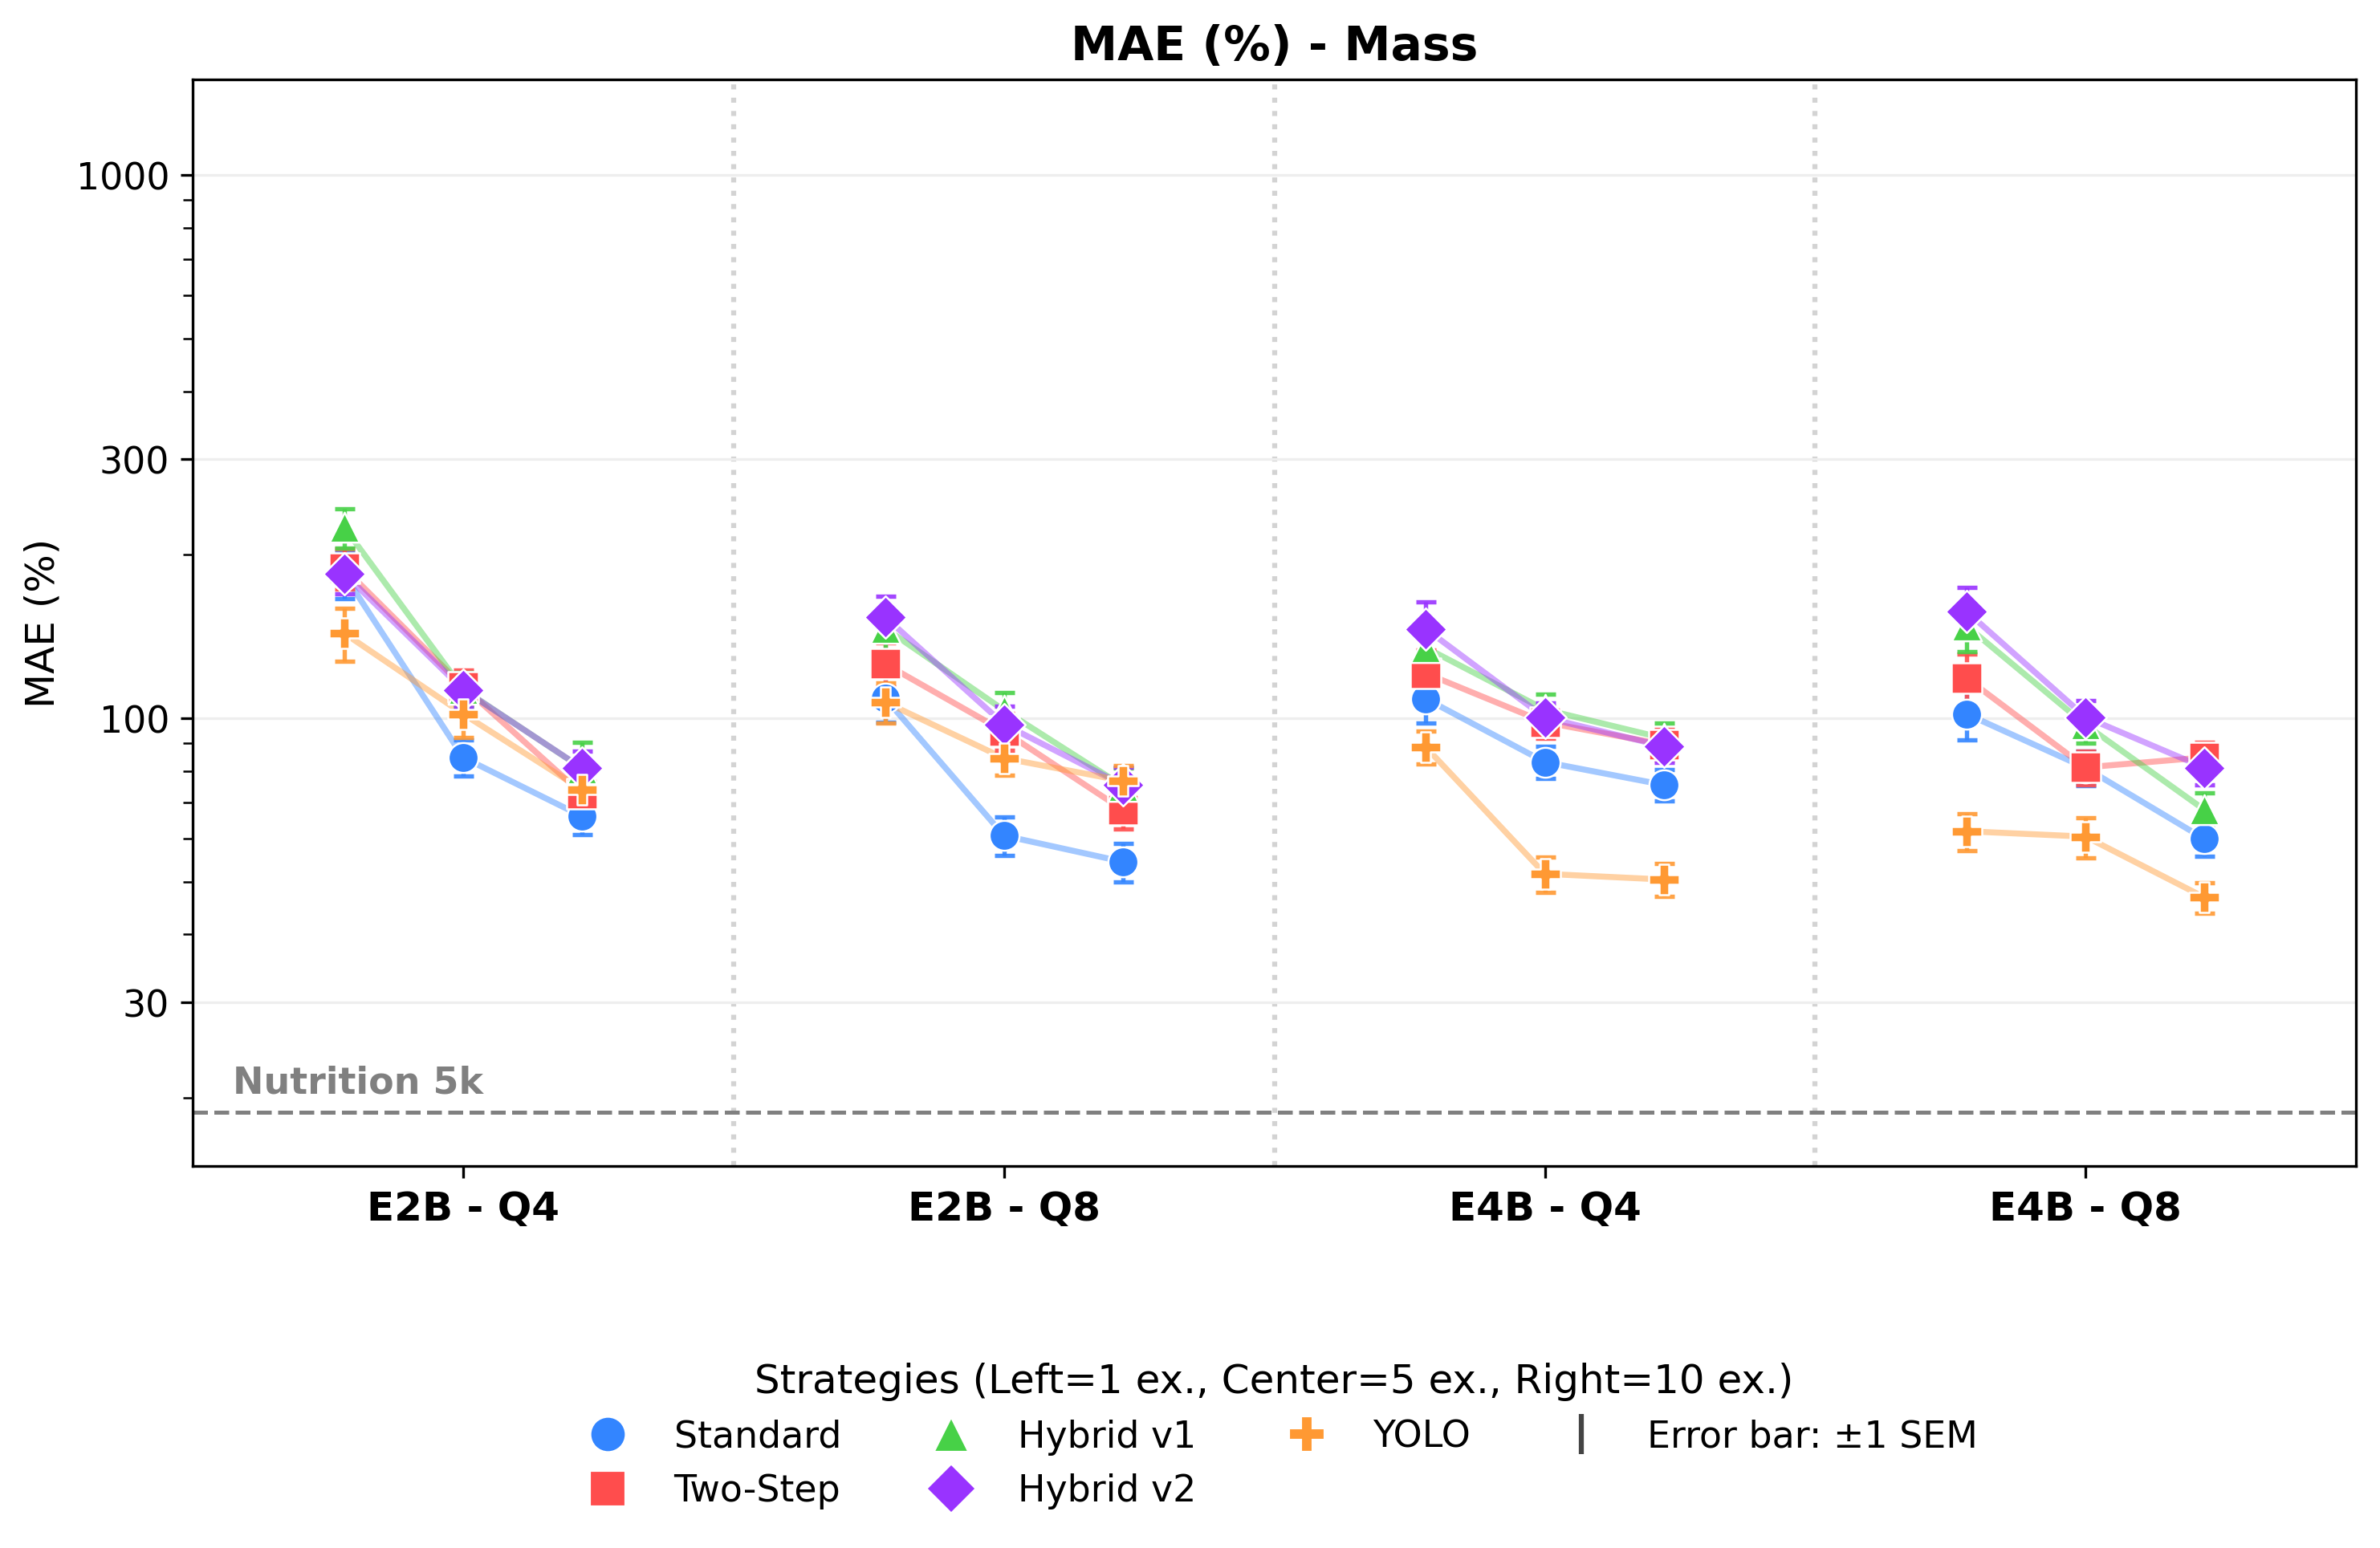 MAE (%) - Mass
MAE (%)
1000
300
100
30
Nutrition 5k
E2B - Q4
E2B - Q8
E4B - Q4
E4B - Q8
Strategies (Left=1 ex., Center=5 ex., Right=10 ex.)
Standard
Hybrid v1
YOLO
Error bar: ±1 SEM
Two-Step
Hybrid v2